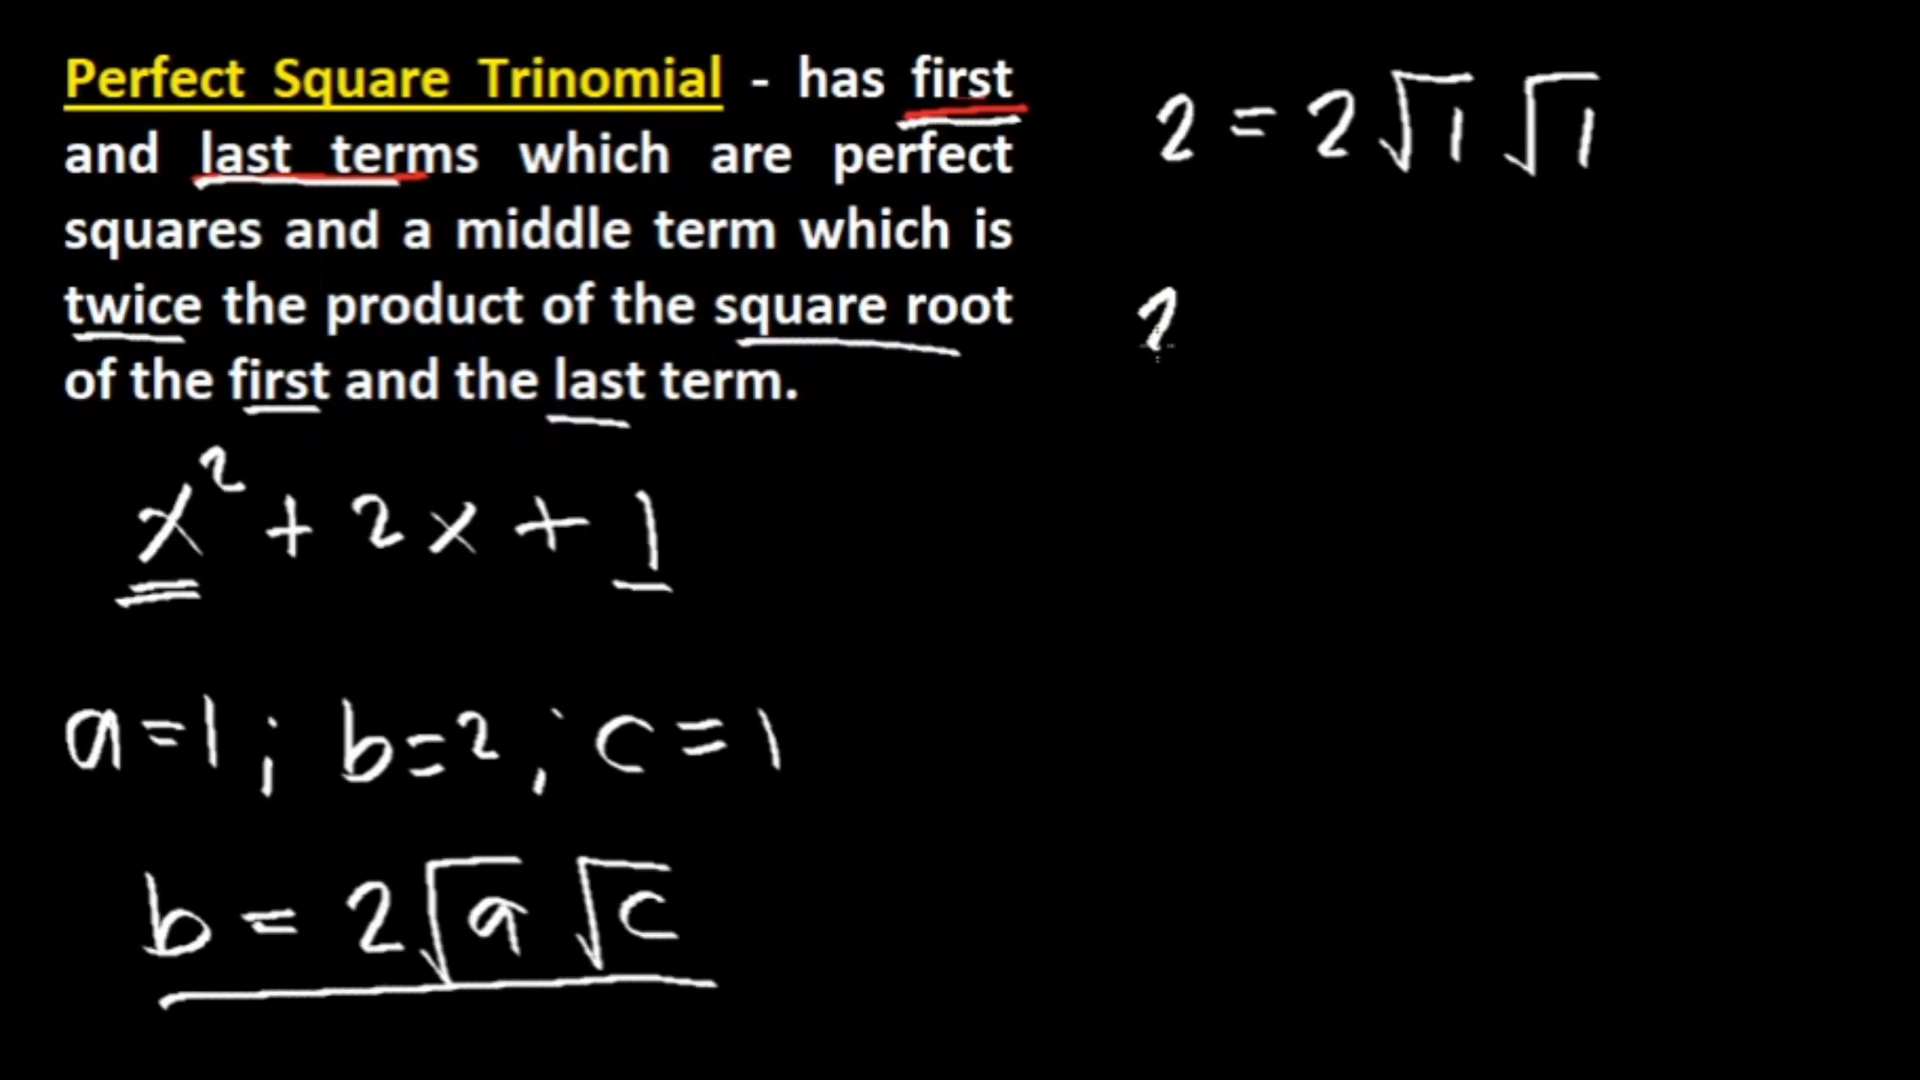 Perfect Square Trinomial - has first
and last terms which are perfect
squares and a middle term which is
twice the product of the square root
of the first and the last term.
x² + 2x + 1
a=1; b=2; c=1
b = 2√a √c
2 = 2√1 √1
2